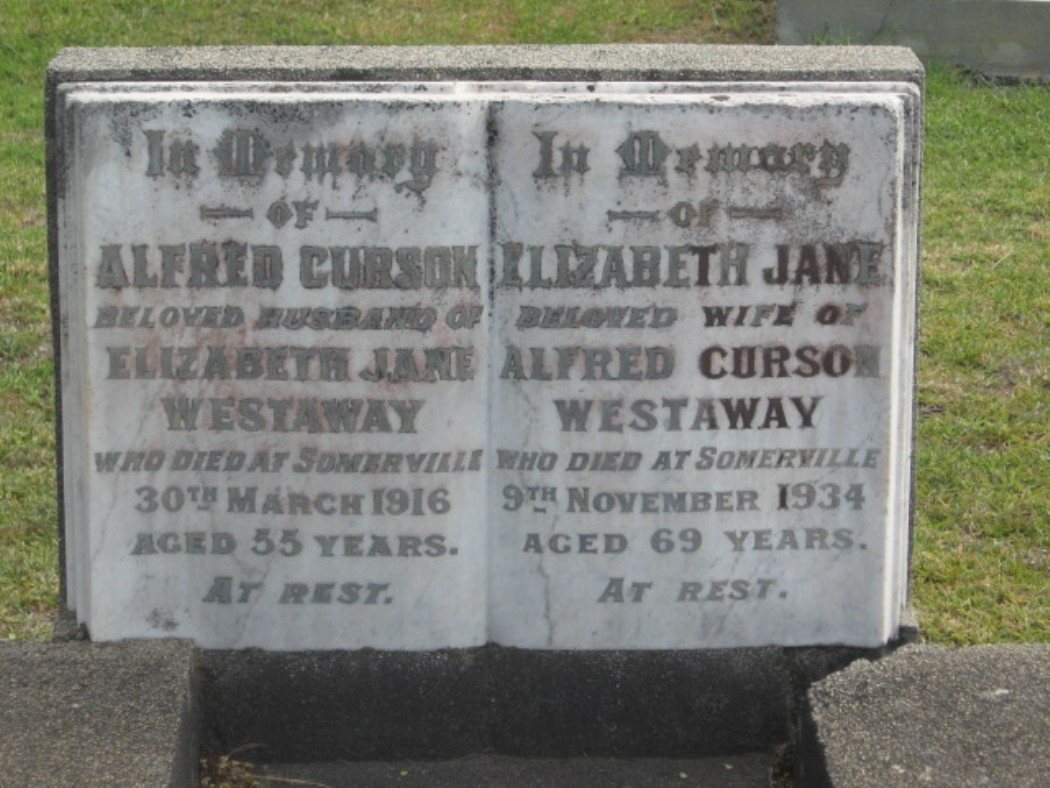 In Memory
OF
ALFRED CURSON
BELOVED HUSBAND OF
ELIZABETH JANE
WESTAWAY
WHO DIED AT SOMERVILLE
30TH MARCH 1916
AGED 55 YEARS.
AT REST.
In Memory
OF
ELIZABETH JANE
BELOVED WIFE OF
ALFRED CURSON
WESTAWAY
WHO DIED AT SOMERVILLE
9TH NOVEMBER 1934
AGED 69 YEARS.
AT REST.